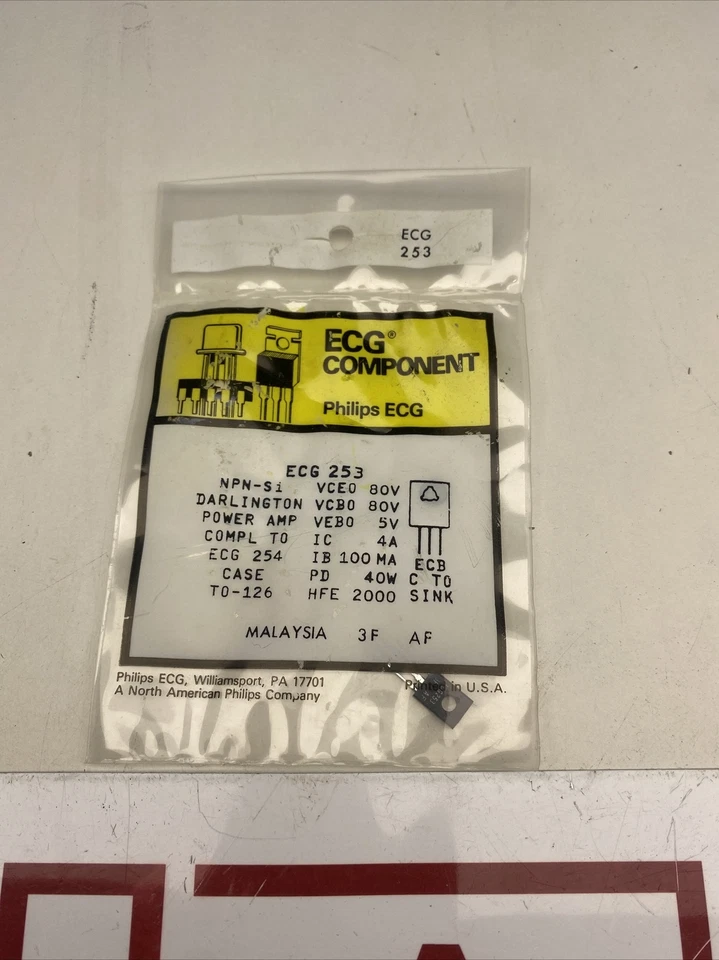 ECG
253
ECG®
COMPONENT
Philips ECG
ECG 253
NPN-Si VCEO 80V
DARLINGTON VCBO 80V
POWER AMP VEBO 5V
COMPL TO IC 4A
ECG 254 IB 100 MA
CASE PD 40W
TO-126 HFE 2000
ECB
C TO
SINK
MALAYSIA 3F AF
Philips ECG, Williamsport, PA 17701
A North American Philips Company
Printed in U.S.A.